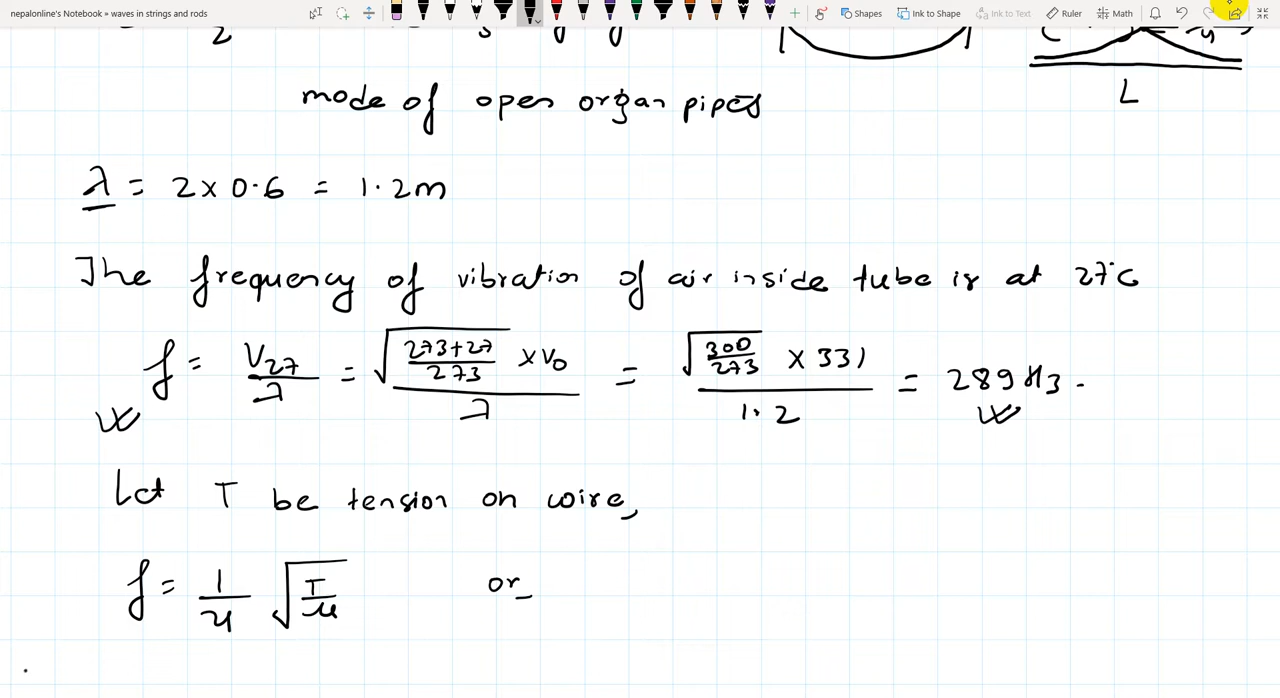 nepalonline's Notebook » waves in strings and rods
Shapes Ink to Shape Ink to Text Ruler Math
2
L
mode of open organ pipes
λ = 2 × 0.6 = 1.2m
The frequency of vibration of air inside tube is at 27°C
f = V27/λ = √(273+27/273) × V0 / λ = √(300/273) × 331 / 1.2 = 289 Hz.
Let T be tension on wire,
f = 1/21 √(T/μ) or